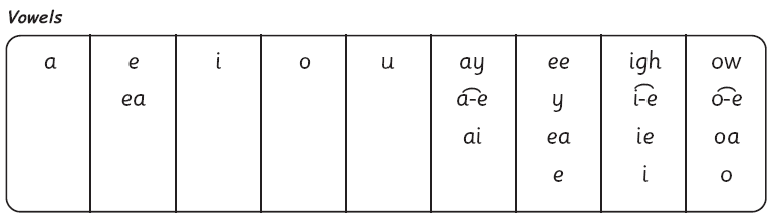 Vowels
a e i o u ay ee igh ow
ea a-e y i-e o-e
ai ea ie oa
e i o